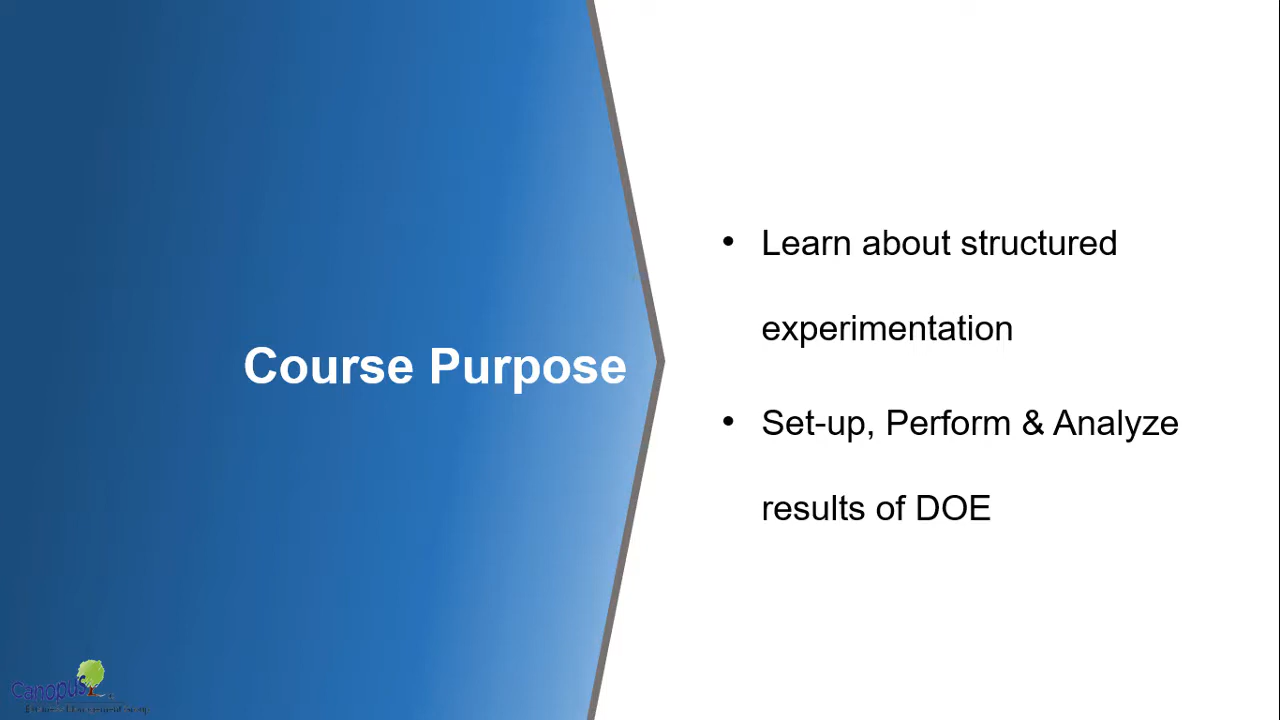 Course Purpose
• Learn about structured
experimentation
• Set-up, Perform & Analyze
results of DOE
Canopus